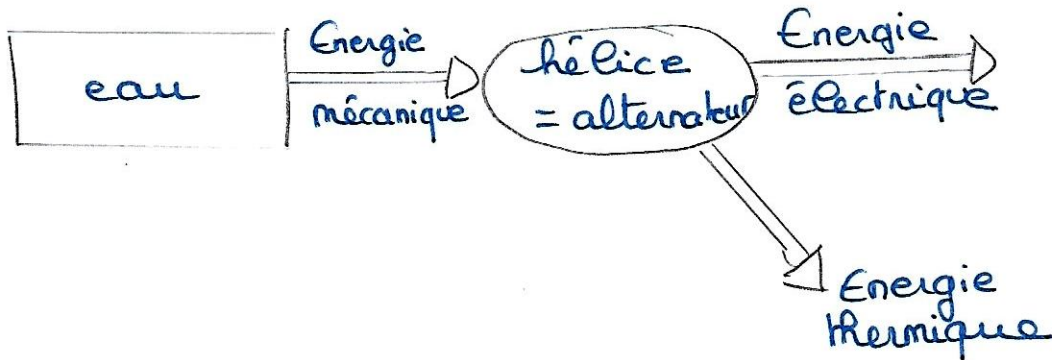 eau
Energie
mécanique
hélice
= alternateur
Energie
électrique
Energie
thermique